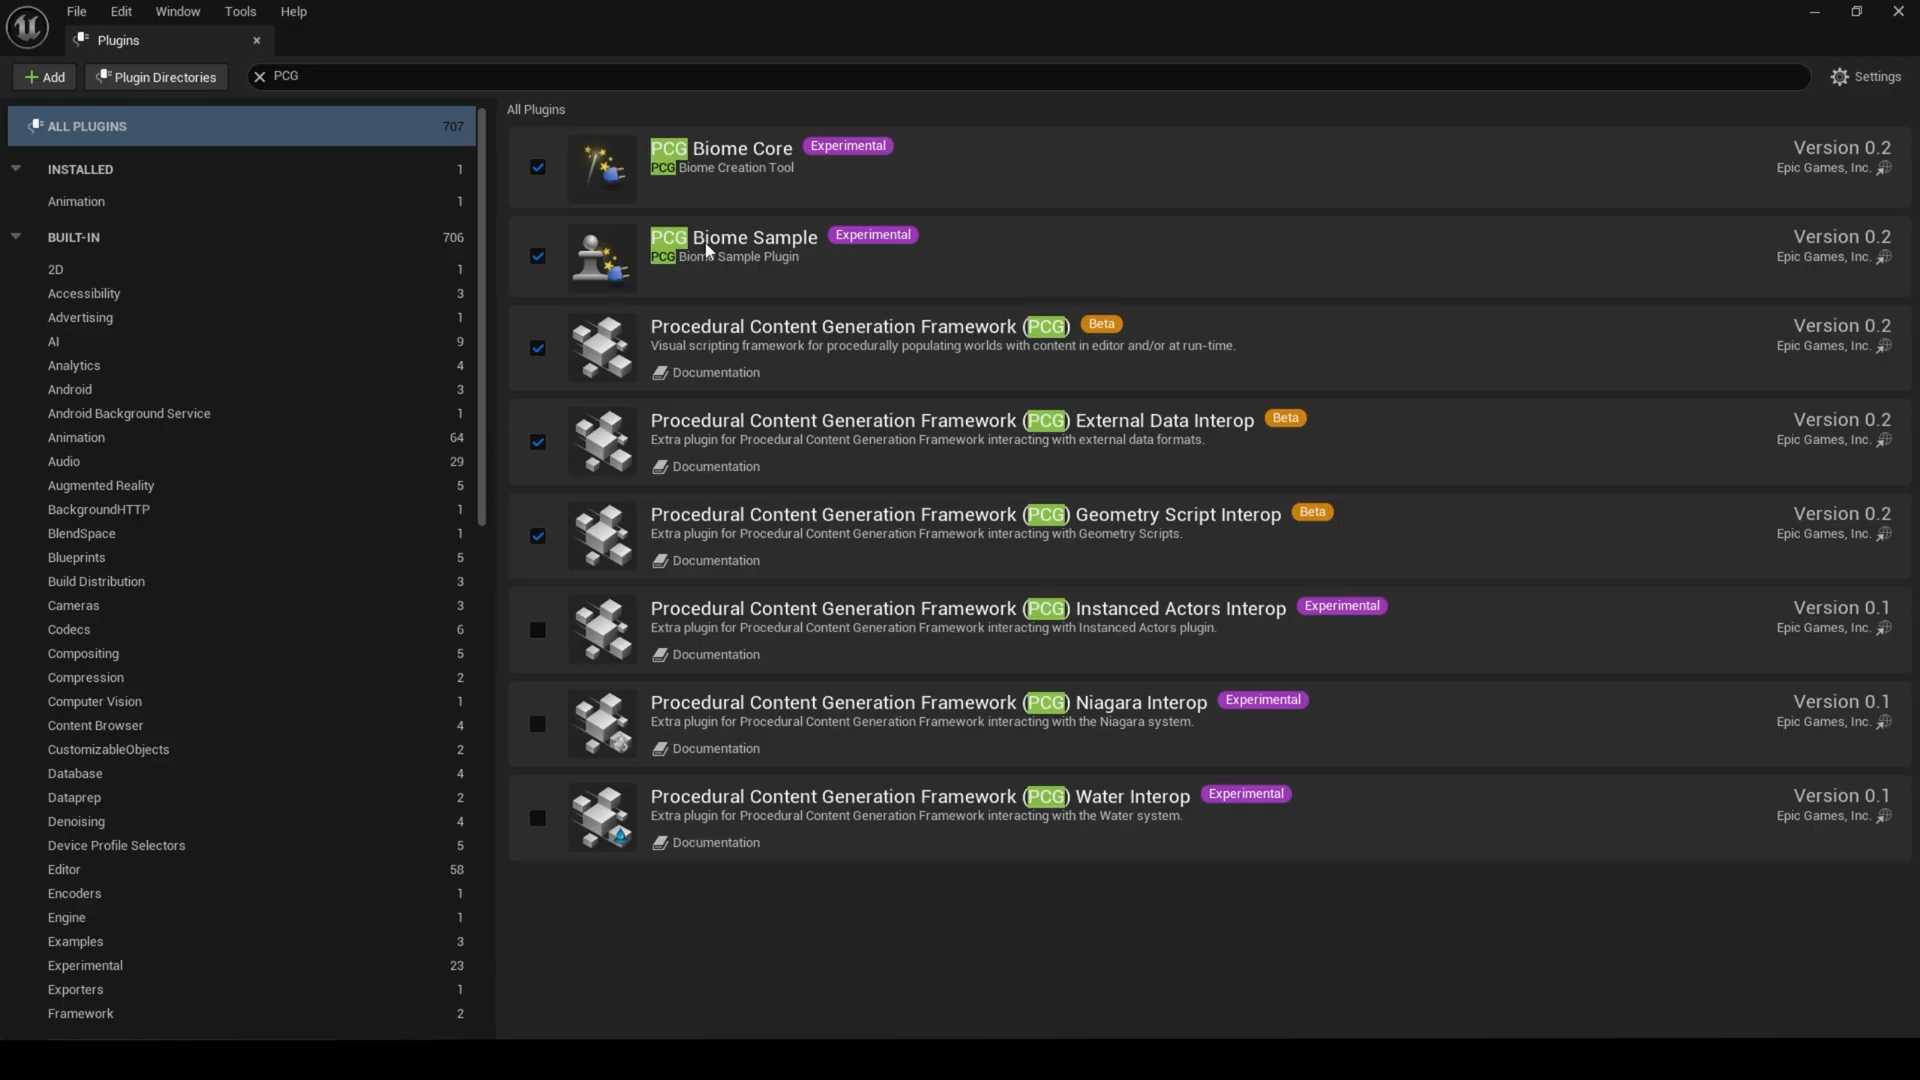 File Edit Window Tools Help
Plugins
Add Plugin Directories PCG Settings
ALL PLUGINS 707
INSTALLED 1
Animation 1
BUILT-IN 706
2D 1
Accessibility 3
Advertising 1
AI 9
Analytics 4
Android 3
Android Background Service 1
Animation 64
Audio 29
Augmented Reality 5
BackgroundHTTP 1
BlendSpace 1
Blueprints 5
Build Distribution 3
Cameras 3
Codecs 6
Compositing 5
Compression 2
Computer Vision 1
Content Browser 4
CustomizableObjects 2
Database 4
Dataprep 2
Denoising 4
Device Profile Selectors 5
Editor 58
Encoders 1
Engine 1
Examples 3
Experimental 23
Exporters 1
Framework 2
All Plugins
PCG Biome Core Experimental Version 0.2
PCG Biome Creation Tool Epic Games, Inc.
PCG Biome Sample Experimental Version 0.2
PCG Biome Sample Plugin Epic Games, Inc.
Procedural Content Generation Framework (PCG) Beta Version 0.2
Visual scripting framework for procedurally populating worlds with content in editor and/or at run-time. Epic Games, Inc.
Documentation
Procedural Content Generation Framework (PCG) External Data Interop Beta Version 0.2
Extra plugin for Procedural Content Generation Framework interacting with external data formats. Epic Games, Inc.
Documentation
Procedural Content Generation Framework (PCG) Geometry Script Interop Beta Version 0.2
Extra plugin for Procedural Content Generation Framework interacting with Geometry Scripts. Epic Games, Inc.
Documentation
Procedural Content Generation Framework (PCG) Instanced Actors Interop Experimental Version 0.1
Extra plugin for Procedural Content Generation Framework interacting with Instanced Actors plugin. Epic Games, Inc.
Documentation
Procedural Content Generation Framework (PCG) Niagara Interop Experimental Version 0.1
Extra plugin for Procedural Content Generation Framework interacting with the Niagara system. Epic Games, Inc.
Documentation
Procedural Content Generation Framework (PCG) Water Interop Experimental Version 0.1
Extra plugin for Procedural Content Generation Framework interacting with the Water system. Epic Games, Inc.
Documentation